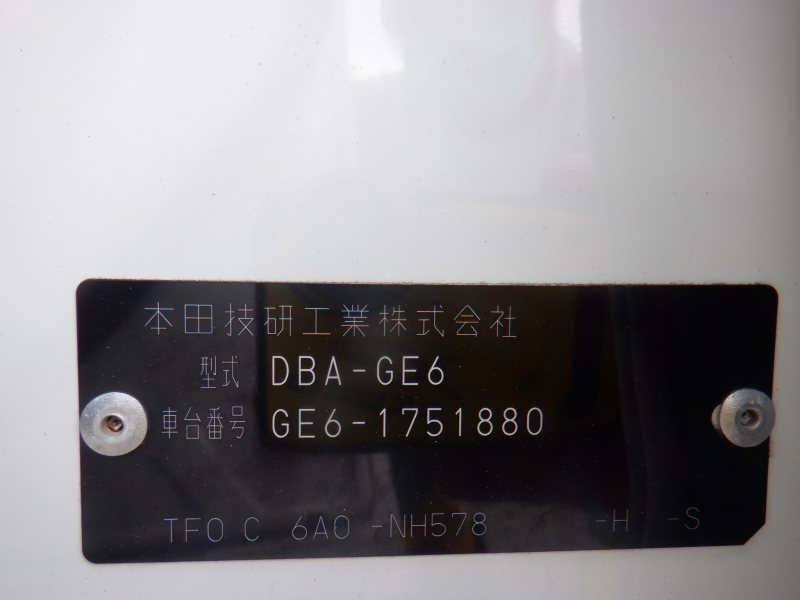 本田技研工業株式会社
型式 DBA-GE6
車台番号 GE6-1751880
TF0 C 6A0 -NH578 -H -S